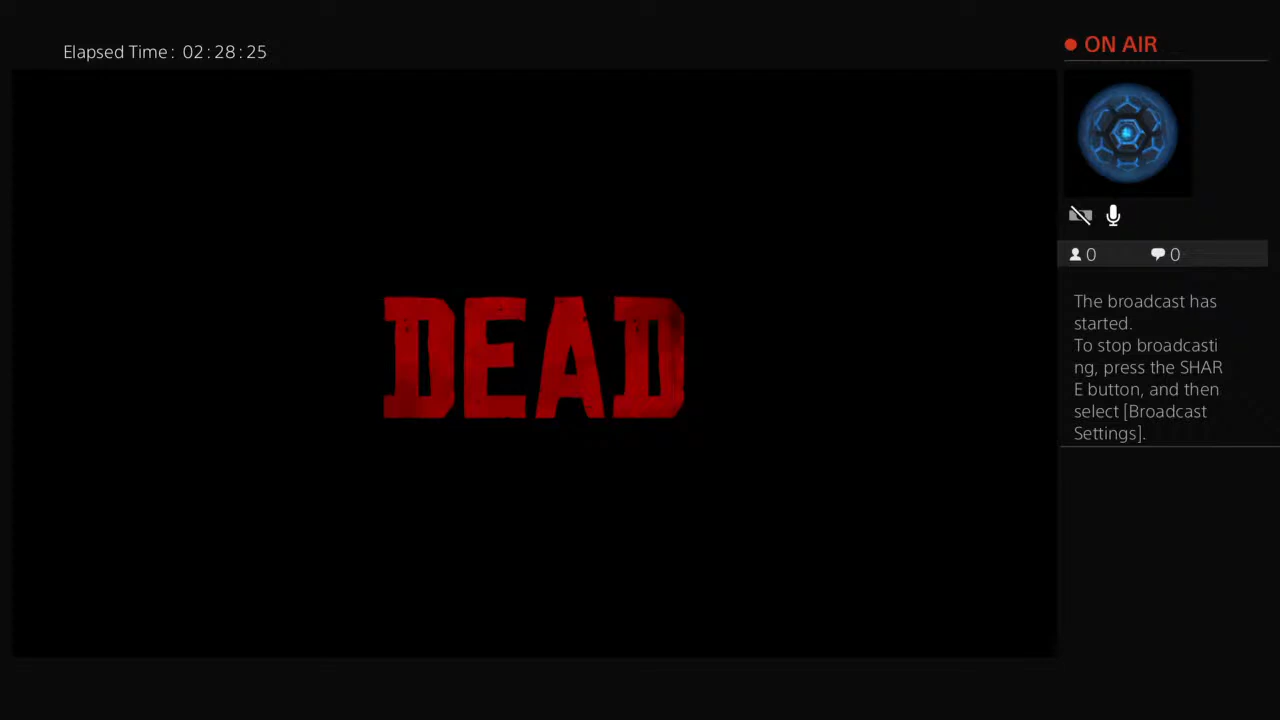 Elapsed Time: 02:28:25
ON AIR
0 0
The broadcast has
started.
To stop broadcasti
ng, press the SHAR
E button, and then
select [Broadcast
Settings].
DEAD